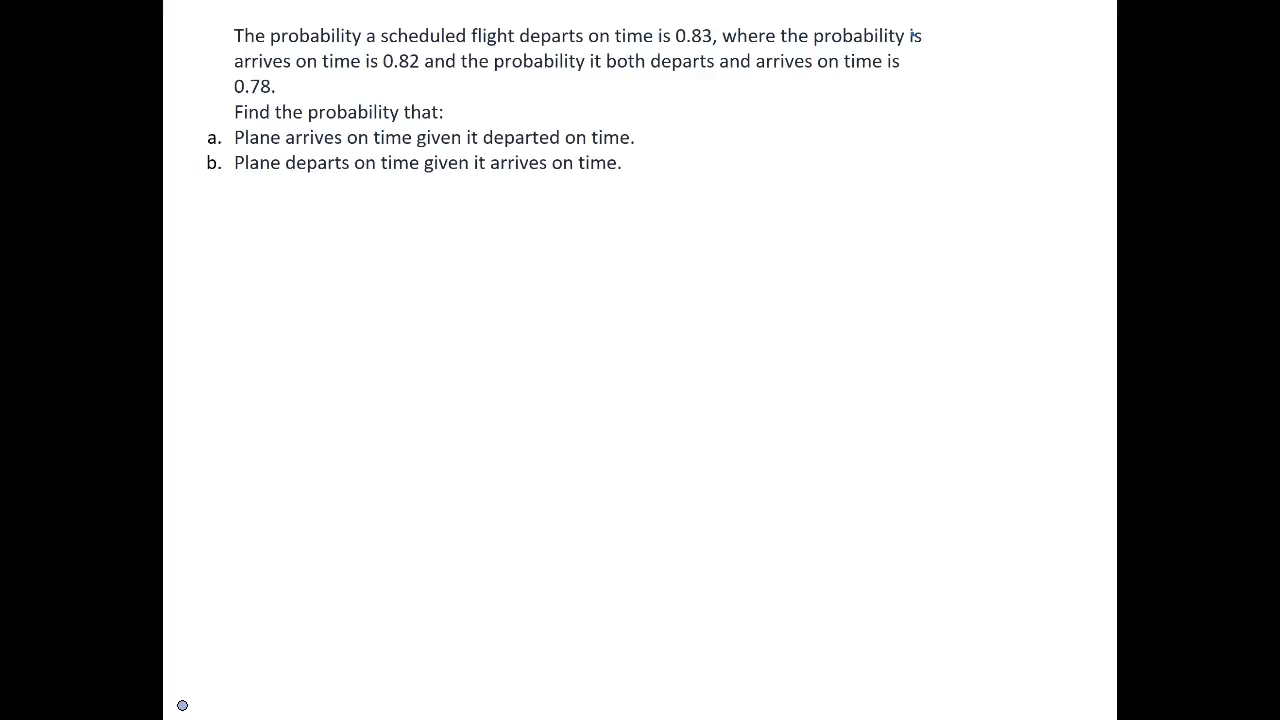 The probability a scheduled flight departs on time is 0.83, where the probability is
arrives on time is 0.82 and the probability it both departs and arrives on time is
0.78.
Find the probability that:
a. Plane arrives on time given it departed on time.
b. Plane departs on time given it arrives on time.